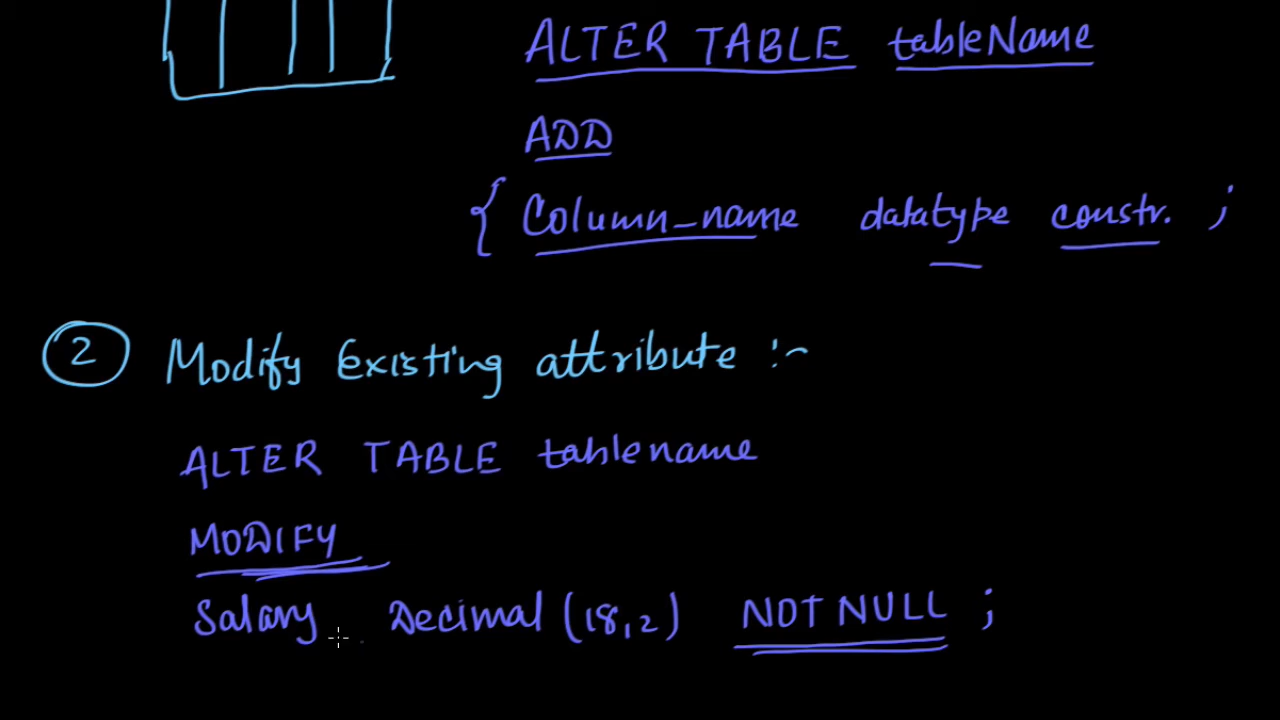 ALTER TABLE tableName
ADD
{ Column_name datatype constr. ;
2 Modify Existing attribute :~
ALTER TABLE tablename
MODIFY
Salary Decimal (18,2) NOT NULL ;